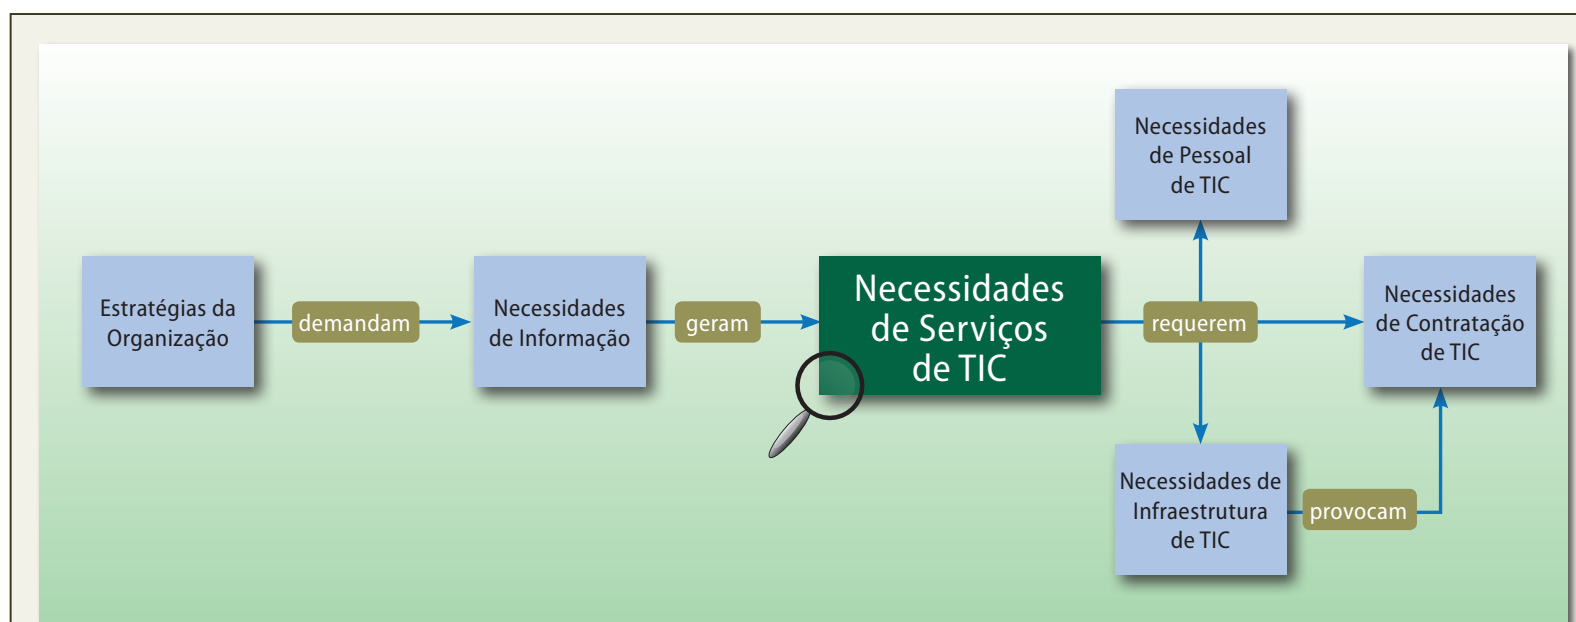 Estratégias da
Organização
demandam
Necessidades
de Informação
geram
Necessidades
de Serviços
de TIC
requerem
Necessidades
de Pessoal
de TIC
Necessidades
de Contratação
de TIC
Necessidades de
Infraestrutura
de TIC
provocam